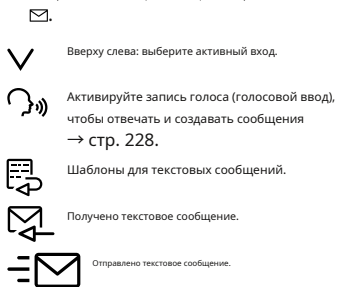 Вверху слева: выберите активный вход.
Активируйте запись голоса (голосовой ввод),
чтобы отвечать и создавать сообщения
→ стр. 228.
Шаблоны для текстовых сообщений.
Получено текстовое сообщение.
Отправлено текстовое сообщение.